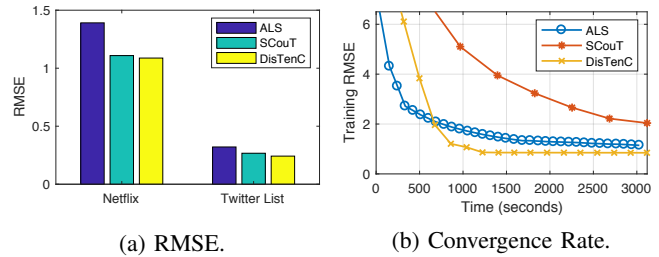 1.5
1
0.5
0
RMSE
Netflix
Twitter List
ALS
SCouT
DisTenC
(a) RMSE.
6
4
2
0
Training RMSE
0 500 1000 1500 2000 2500 3000
Time (seconds)
ALS
SCouT
DisTenC
(b) Convergence Rate.